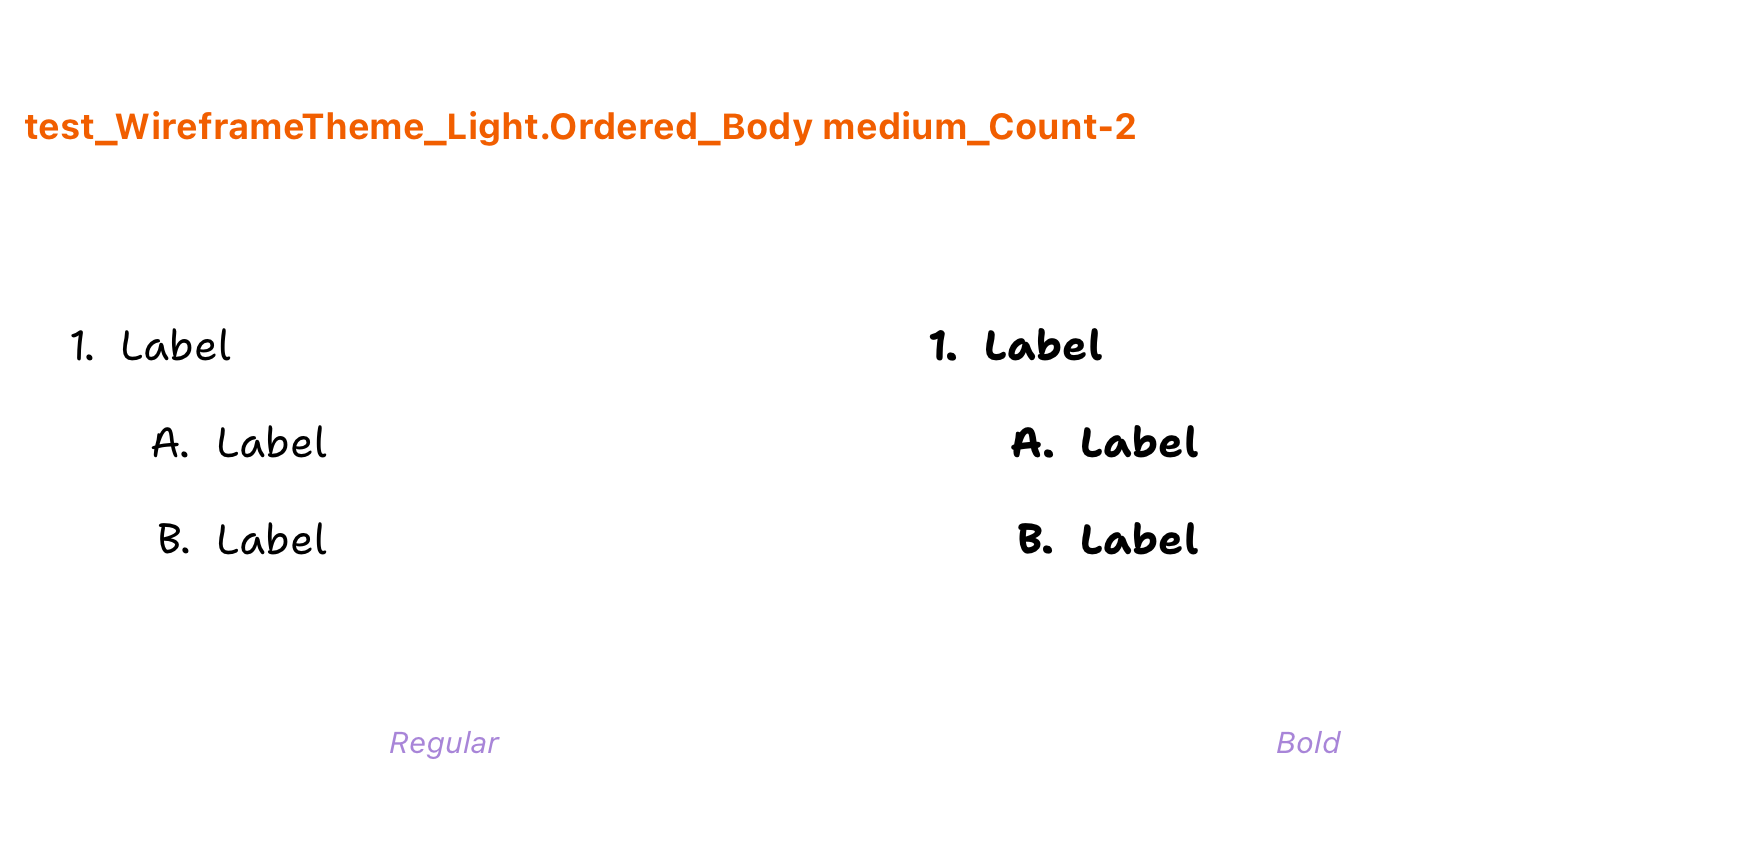 test_WireframeTheme_Light.Ordered_Body medium_Count-2
1. Label
A. Label
B. Label
1. Label
A. Label
B. Label
Regular
Bold